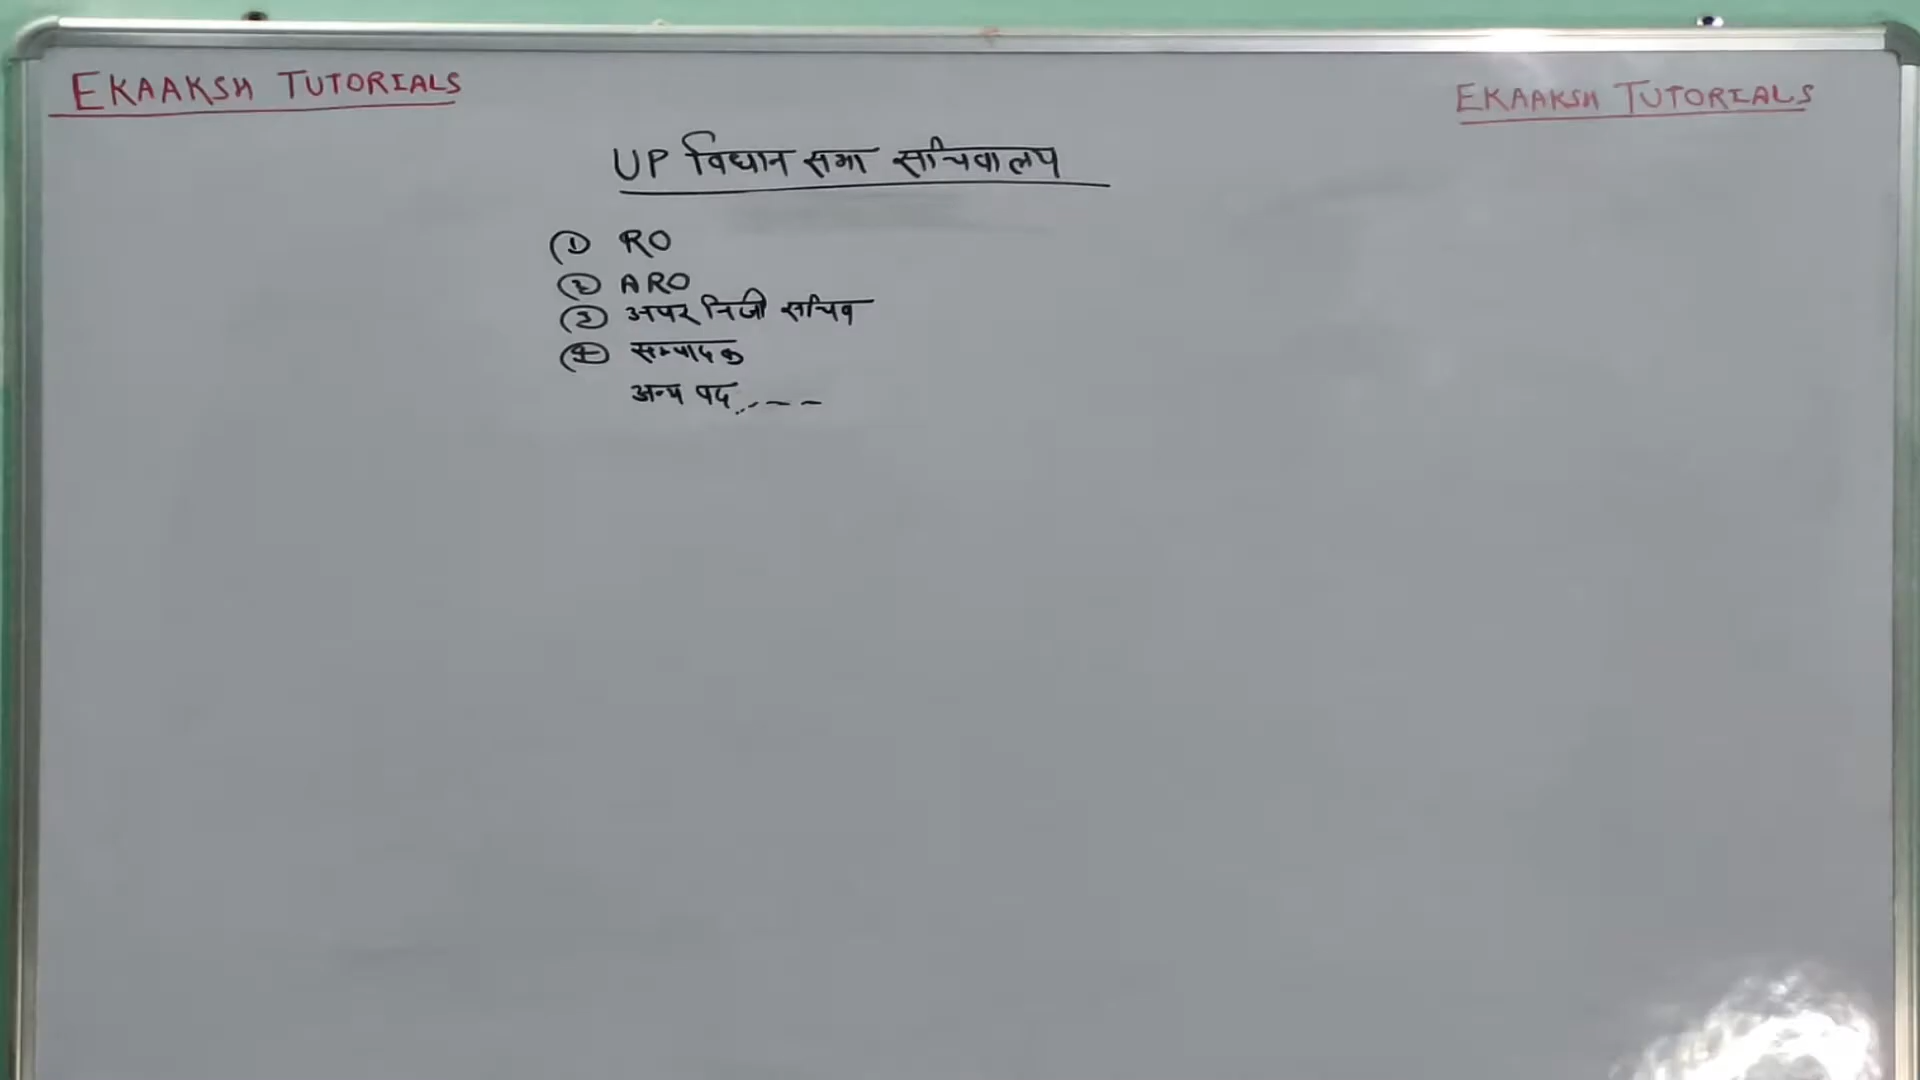 EKAAKSH TUTORIALS
EKAAKSH TUTORIALS
UP विधान सभा सचिवालय
① RO
② ARO
③ अपर निजी सचिव
④ सम्पादक
अन्य पद ..---